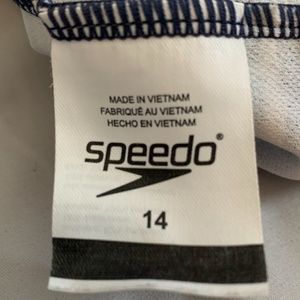 MADE IN VIETNAM
FABRIQUÉ AU VIETNAM
HECHO EN VIETNAM
speedo®
14